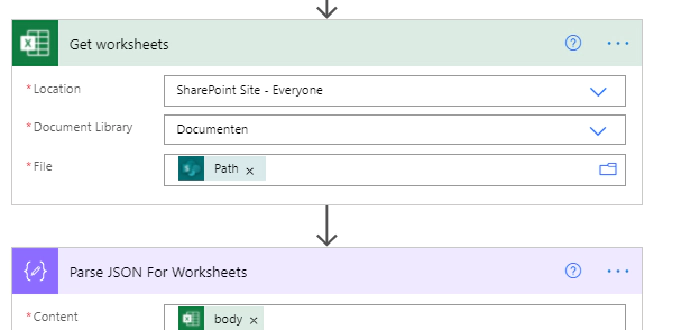 Get worksheets
* Location
SharePoint Site - Everyone
* Document Library
Documenten
* File
Path x
{} Parse JSON For Worksheets
* Content
body x